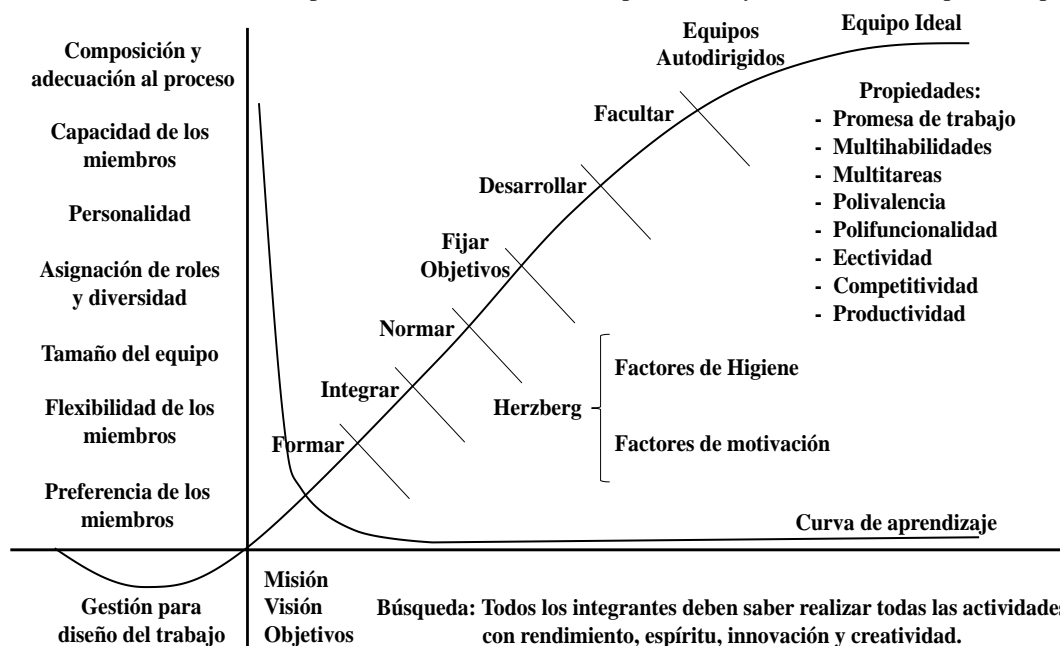 Equipo Ideal
Equipos
Autodirigidos
Composición y
adecuación al proceso
Capacidad de los
miembros
Personalidad
Asignación de roles
y diversidad
Tamaño del equipo
Flexibilidad de los
miembros
Preferencia de los
miembros
Facultar
Desarrollar
Fijar
Objetivos
Normar
Integrar
Formar
Propiedades:
- Promesa de trabajo
- Multihabilidades
- Multitareas
- Polivalencia
- Polifuncionalidad
- Eectividad
- Competitividad
- Productividad
Herzberg
Factores de Higiene
Factores de motivación
Curva de aprendizaje
Gestión para
diseño del trabajo
Misión
Visión
Objetivos
Búsqueda: Todos los integrantes deben saber realizar todas las actividades
con rendimiento, espíritu, innovación y creatividad.